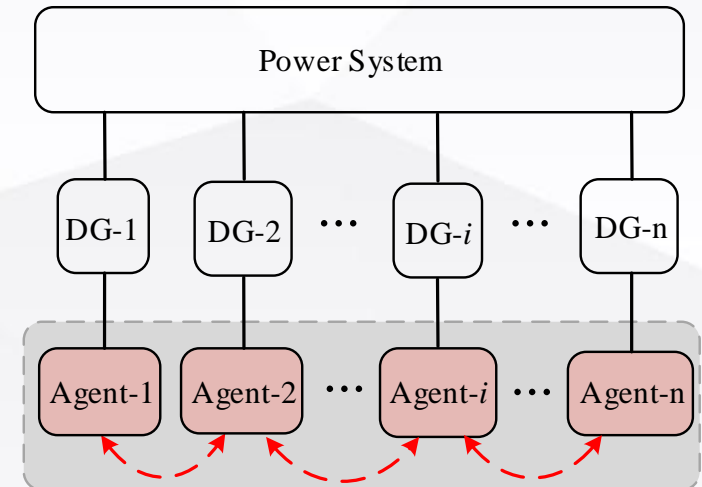 Power System
DG-1
DG-2
···
DG-i
···
DG-n
Agent-1
Agent-2
···
Agent-i
···
Agent-n